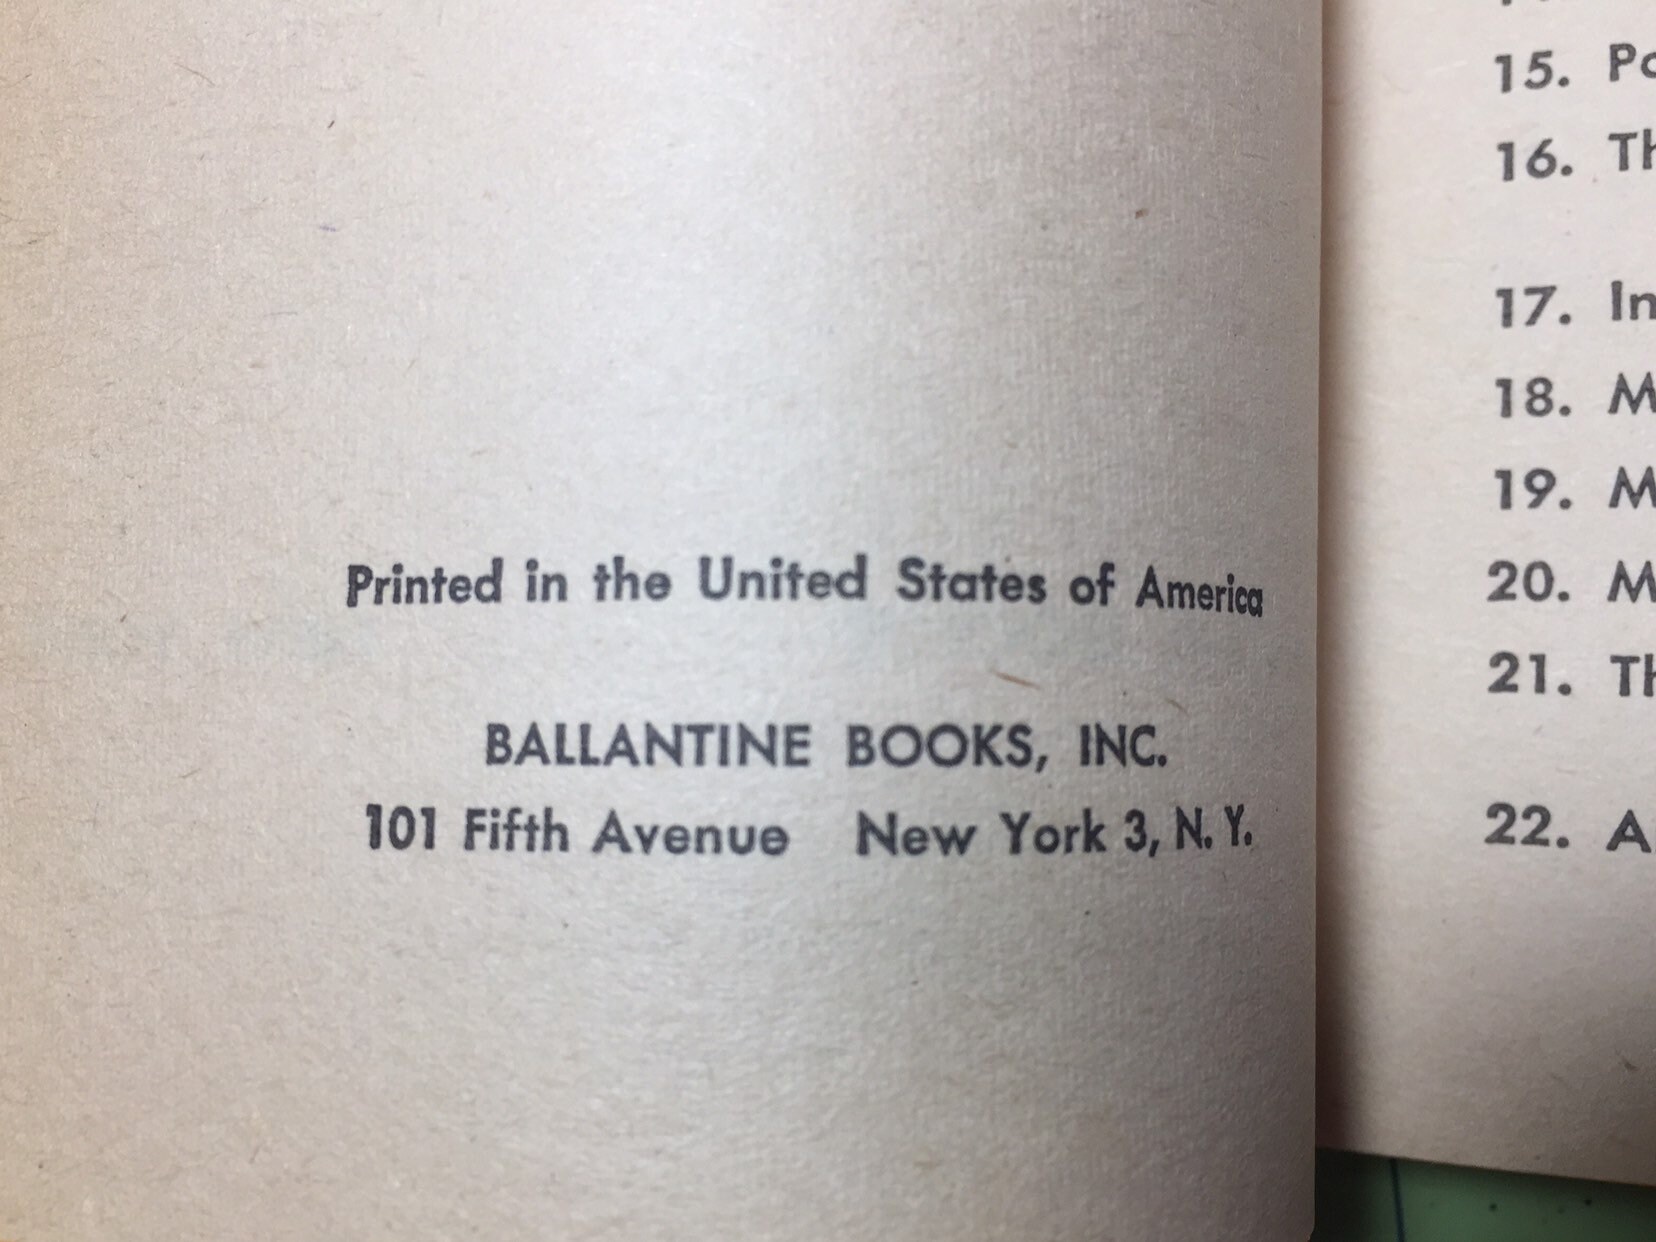 Printed in the United States of America
BALLANTINE BOOKS, INC.
101 Fifth Avenue New York 3, N. Y.
15.
16.
17.
18.
19.
20.
21.
22.